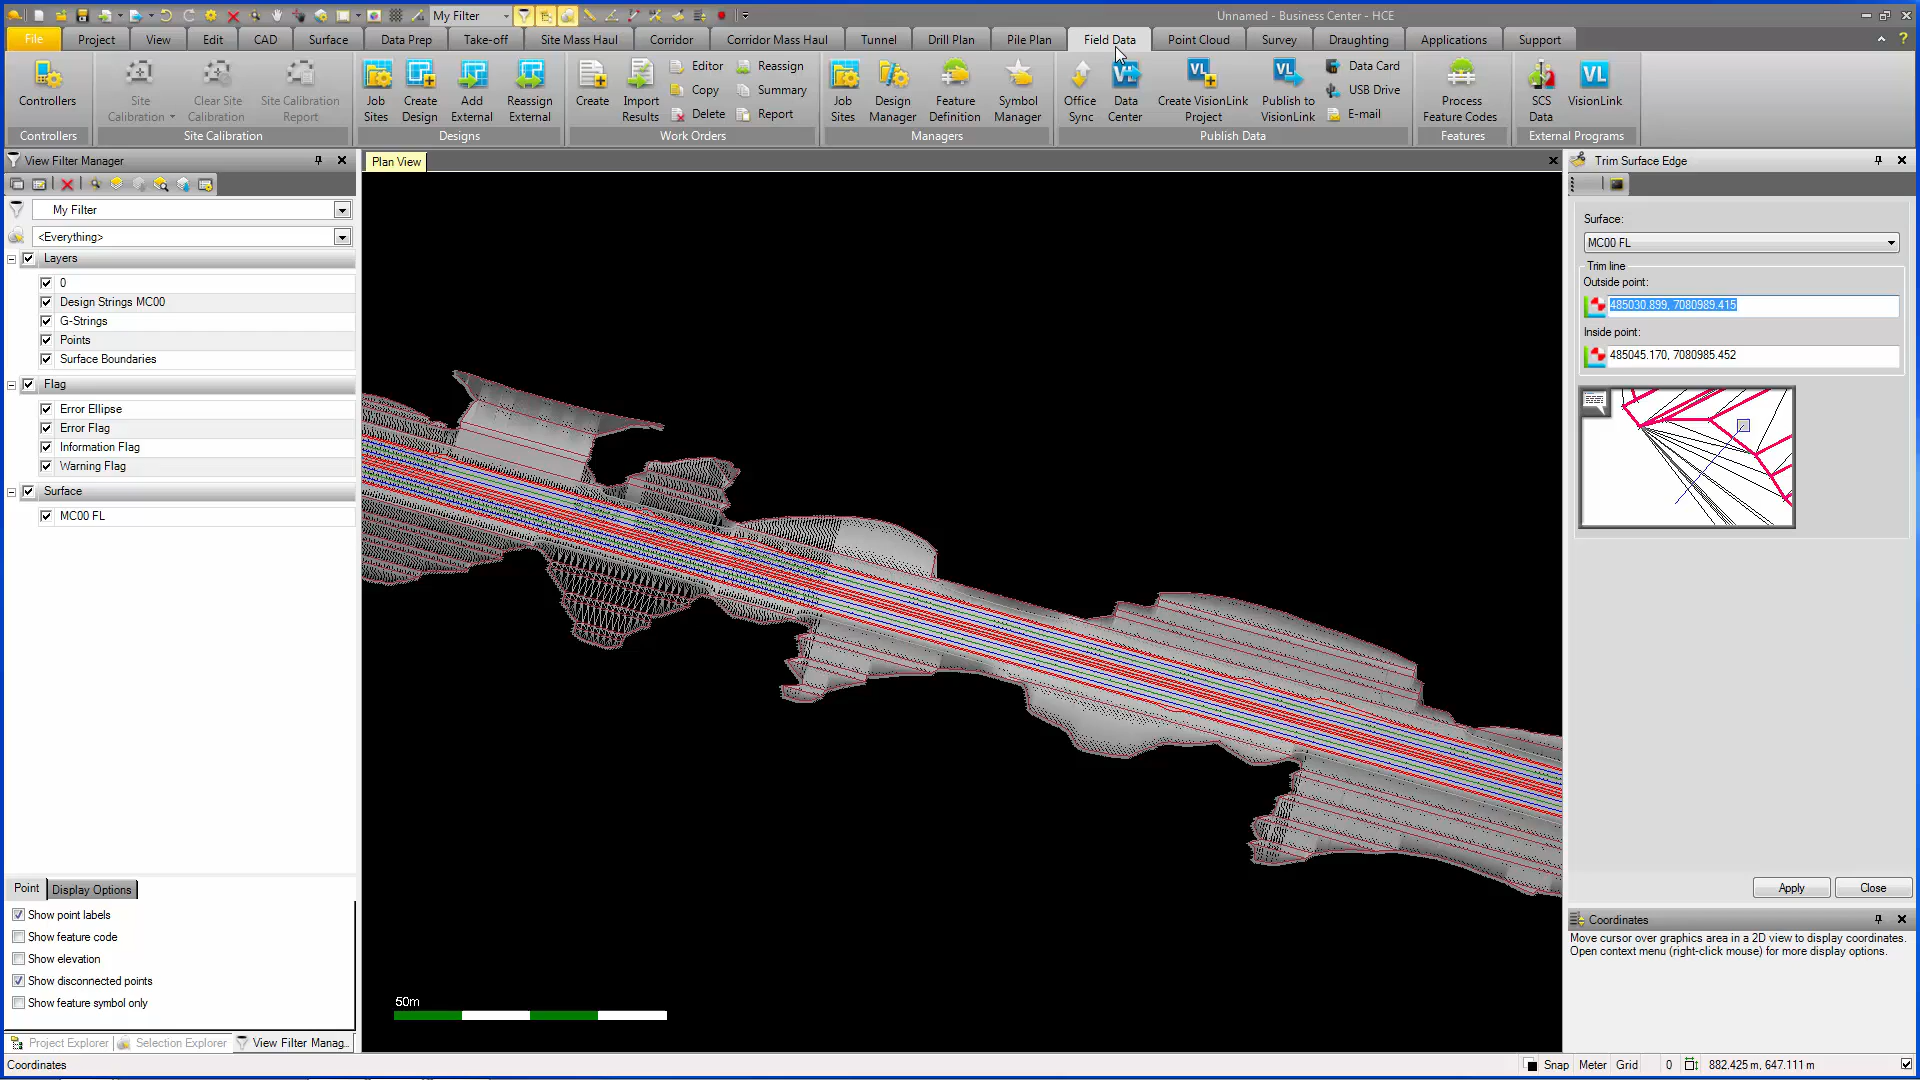 My Filter
Unnamed - Business Center - HCE
File Project View Edit CAD Surface Data Prep Take-off Site Mass Haul Corridor Corridor Mass Haul Tunnel Drill Plan Pile Plan Field Data Point Cloud Survey Draughting Applications Support
Controllers
Controllers
Site Calibration
Clear Site Calibration
Site Calibration Report
Site Calibration
Job Sites
Create Design
Add External
Reassign External
Designs
Create
Import Results
Editor
Copy
Delete
Reassign
Summary
Report
Work Orders
Job Sites
Design Manager
Feature Definition
Symbol Manager
Managers
Office Sync
Data Center
Create VisionLink Project
Publish to VisionLink
Data Card
USB Drive
E-mail
Publish Data
Process Feature Codes
Features
SCS Data
VisionLink
External Programs
View Filter Manager
My Filter
<Everything>
Layers
0
Design Strings MC00
G-Strings
Points
Surface Boundaries
Flag
Error Ellipse
Error Flag
Information Flag
Warning Flag
Surface
MC00 FL
Point Display Options
Show point labels
Show feature code
Show elevation
Show disconnected points
Show feature symbol only
Project Explorer Selection Explorer View Filter Manag...
Plan View
50m
Trim Surface Edge
Surface:
MC00 FL
Trim line
Outside point:
485030.899, 7080989.415
Inside point:
485045.170, 7080985.452
Apply Close
Coordinates
Move cursor over graphics area in a 2D view to display coordinates.
Open context menu (right-click mouse) for more display options.
Coordinates
Snap Meter Grid 0 882.425 m, 647.111 m